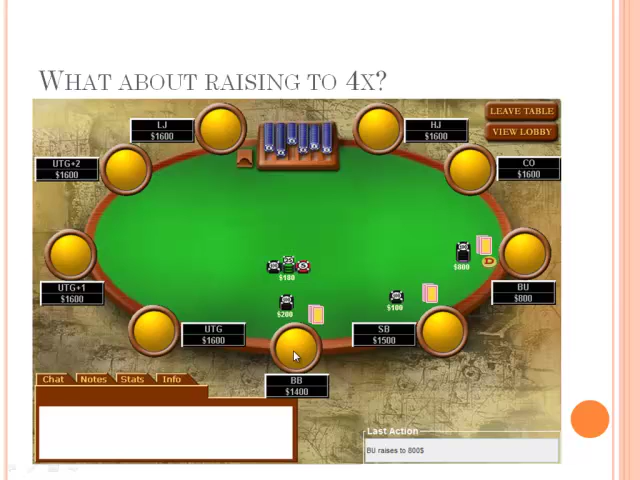 WHAT ABOUT RAISING TO 4X?
LEAVE TABLE
VIEW LOBBY
LJ
$1600
HJ
$1600
UTG+2
$1600
CO
$1600
UTG+1
$1600
BU
$800
$180
$800
D
$200
$100
UTG
$1600
SB
$1500
BB
$1400
Chat
Notes
Stats
Info
Last Action
BU raises to 800$